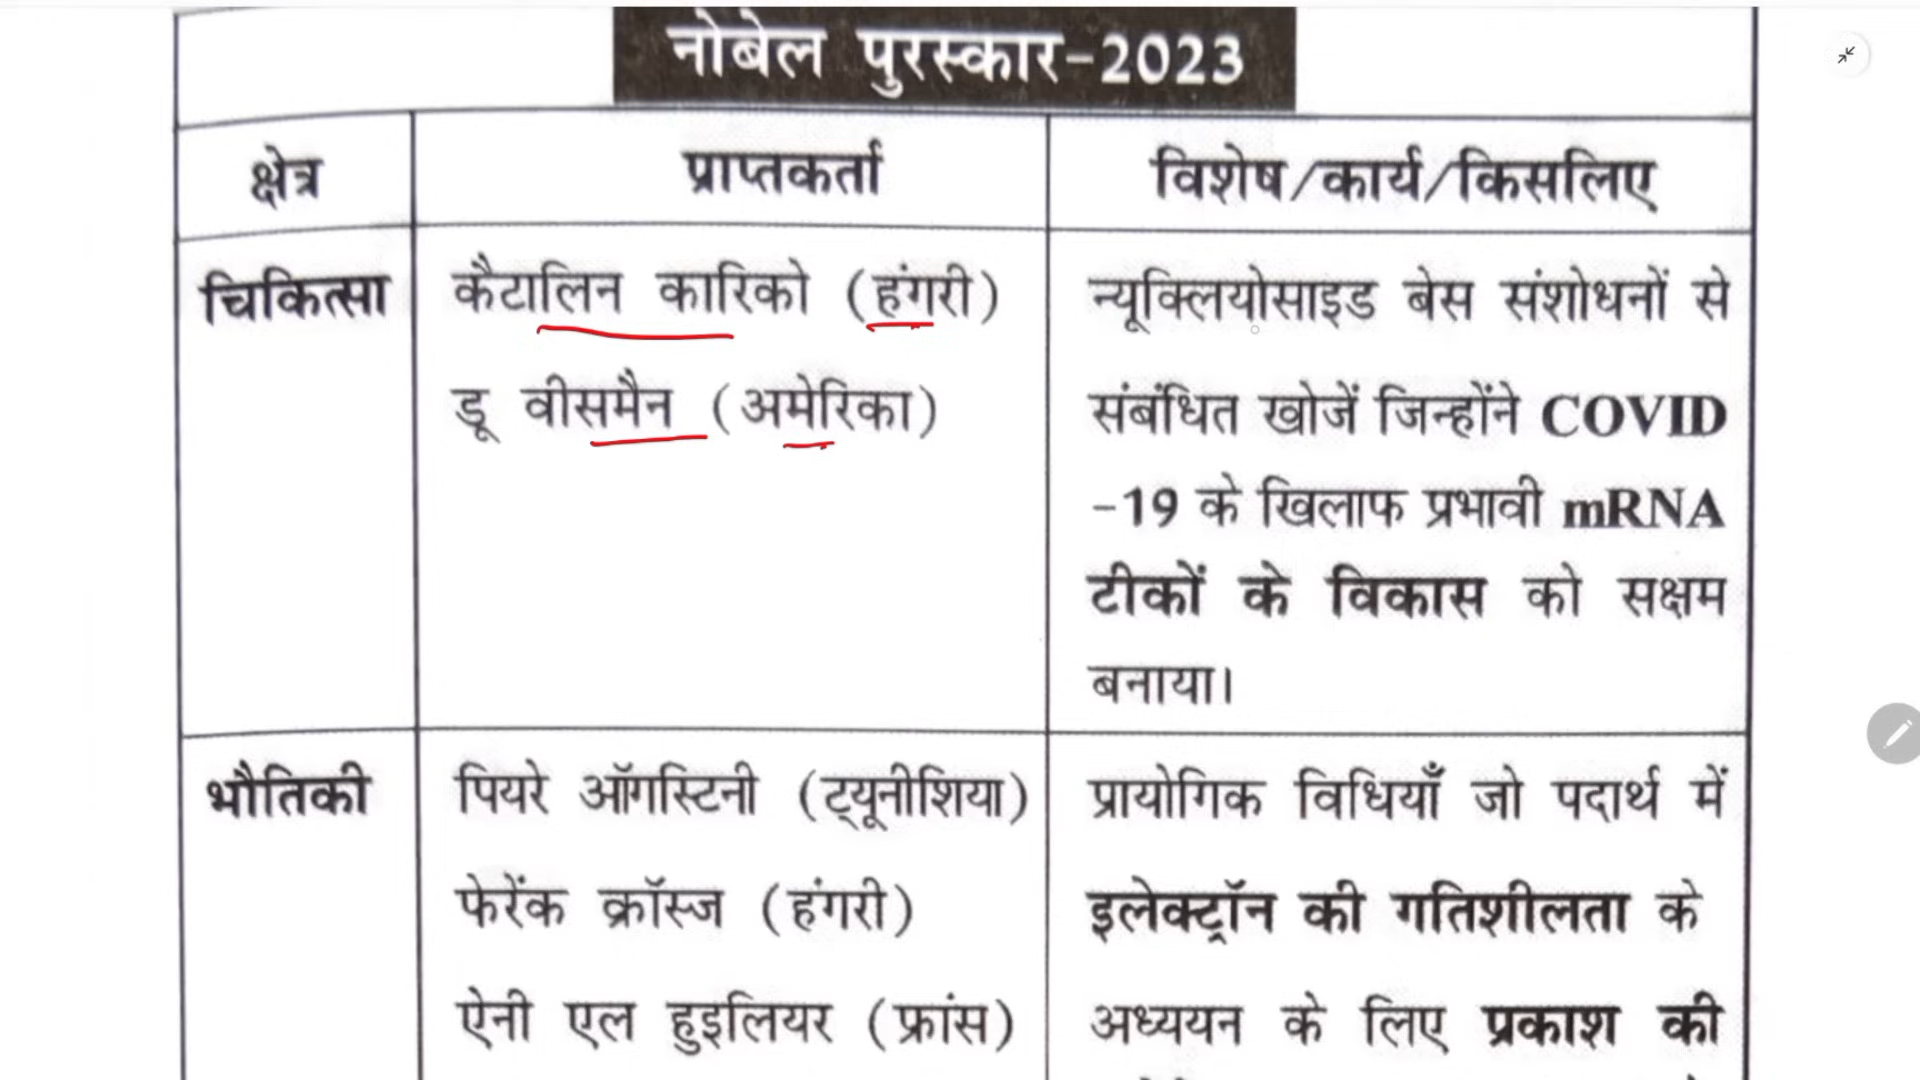 नोबेल पुरस्कार-2023
क्षेत्र
प्राप्तकर्ता
विशेष/कार्य/किसलिए
चिकित्सा
कैटालिन कारिको (हंगरी)
डू वीसमैन (अमेरिका)
न्यूक्लियोसाइड बेस संशोधनों से
संबंधित खोजें जिन्होंने COVID
-19 के खिलाफ प्रभावी mRNA
टीकों के विकास को सक्षम
बनाया।
भौतिकी
पियरे ऑगस्टिनी (ट्यूनीशिया)
फेरेंक क्रॉस्ज (हंगरी)
ऐनी एल हुइलियर (फ्रांस)
प्रायोगिक विधियाँ जो पदार्थ में
इलेक्ट्रॉन की गतिशीलता के
अध्ययन के लिए प्रकाश की